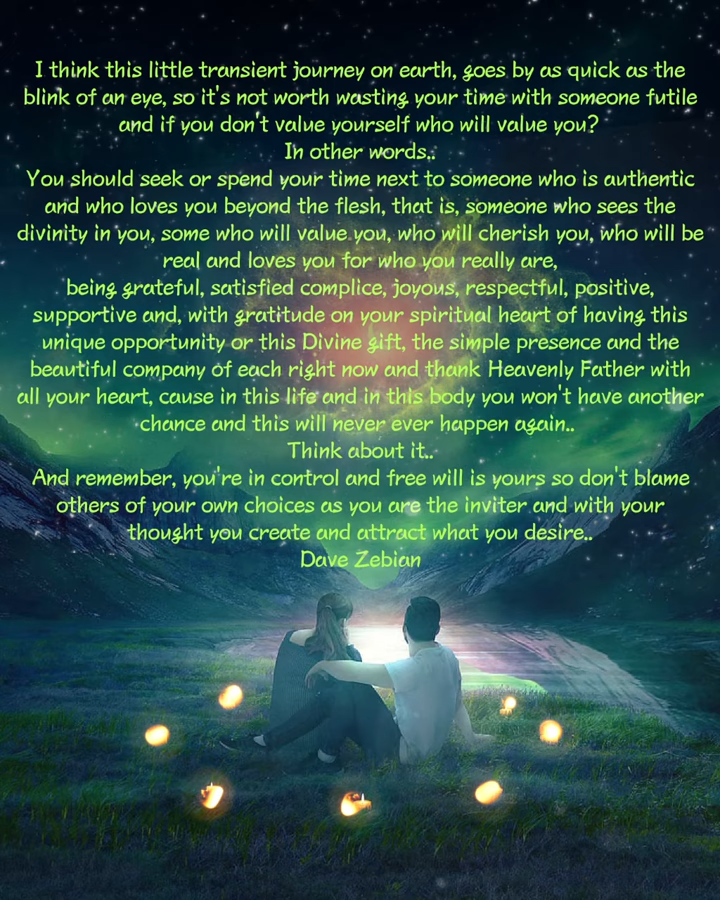 I think this little transient journey on earth, goes by as quick as the
blink of an eye, so it's not worth wasting your time with someone futile
and if you don't value yourself who will value you?
In other words..
You should seek or spend your time next to someone who is authentic
and who loves you beyond the flesh, that is, someone who sees the
divinity in you, some who will value you, who will cherish you, who will be
real and loves you for who you really are,
being grateful, satisfied complice, joyous, respectful, positive,
supportive and, with gratitude on your spiritual heart of having this
unique opportunity or this Divine gift, the simple presence and the
beautiful company of each right now and thank Heavenly Father with
all your heart, cause in this life and in this body you won't have another
chance and this will never ever happen again..
Think about it..
And remember, you're in control and free will is yours so don't blame
others of your own choices as you are the inviter and with your
thought you create and attract what you desire..
Dave Zebian